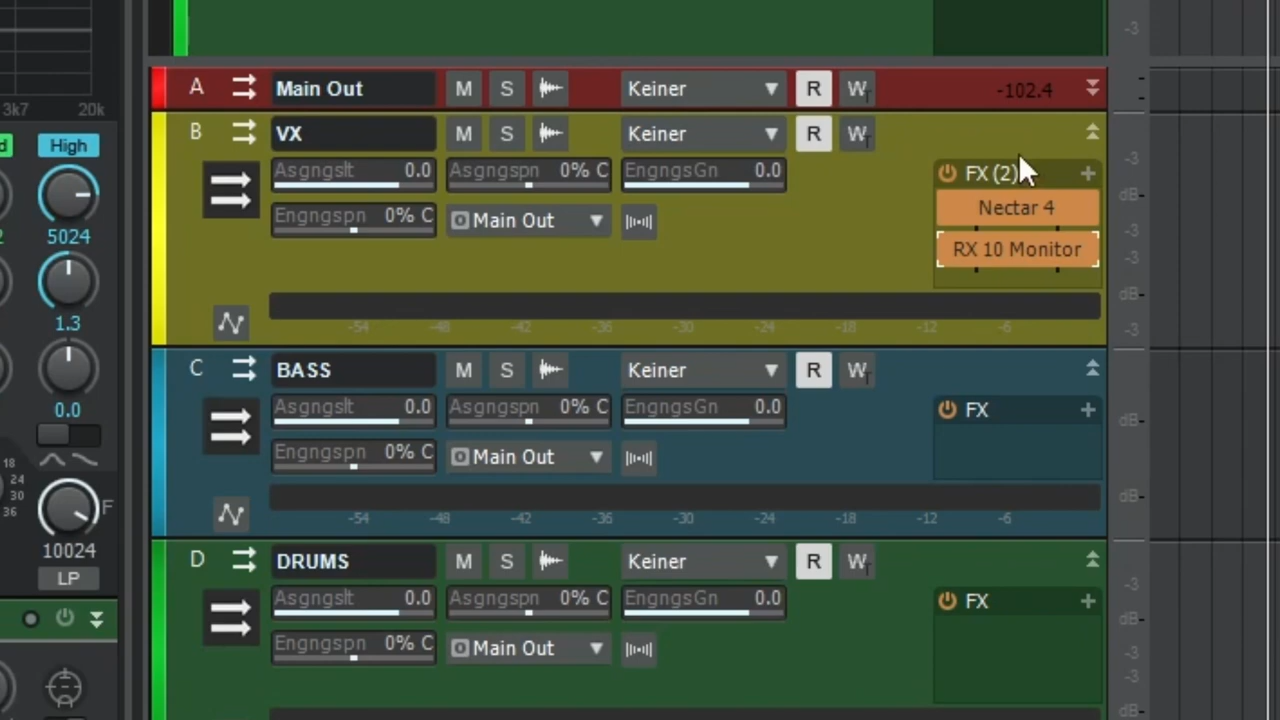 -3
A Main Out M S Keiner R W -102.4
3k7 20k
B VX M S Keiner R W
High
Asgngslt 0.0 Asgngspn 0% C EngngsGn 0.0 FX (2) +
-3
dB-
Engngspn 0% C Main Out Nectar 4
5024
-3
RX 10 Monitor
-3
dB-
1.3
-54 -48 -42 -36 -30 -24 -18 -12 -6
-3
C BASS M S Keiner R W
0.0
Asgngslt 0.0 Asgngspn 0% C EngngsGn 0.0 FX +
dB-
Engngspn 0% C Main Out
18
24
30
36
F
dB-
-54 -48 -42 -36 -30 -24 -18 -12 -6
10024
D DRUMS M S Keiner R W
LP
-3
Asgngslt 0.0 Asgngspn 0% C EngngsGn 0.0 FX +
dB-
Engngspn 0% C Main Out
-3
-3
dB-